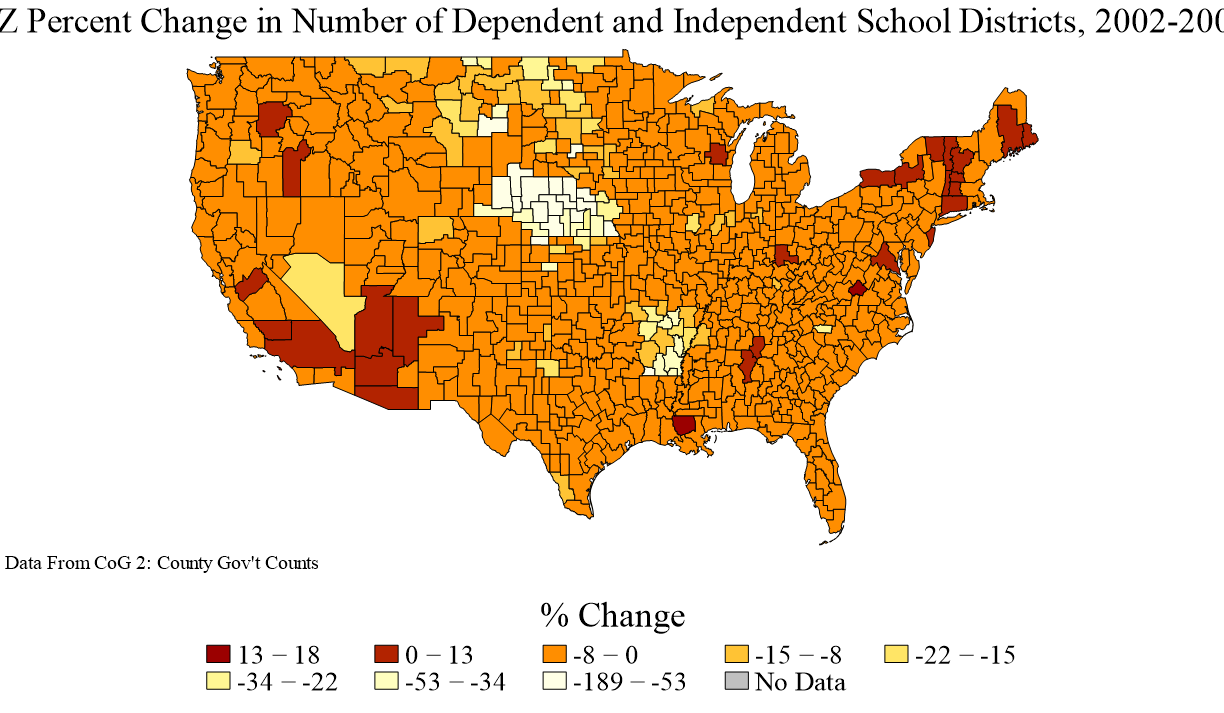 Z Percent Change in Number of Dependent and Independent School Districts, 2002-200
Data From CoG 2: County Gov't Counts
% Change
13 − 18
0 − 13
-8 − 0
-15 − -8
-22 − -15
-34 − -22
-53 − -34
-189 − -53
No Data